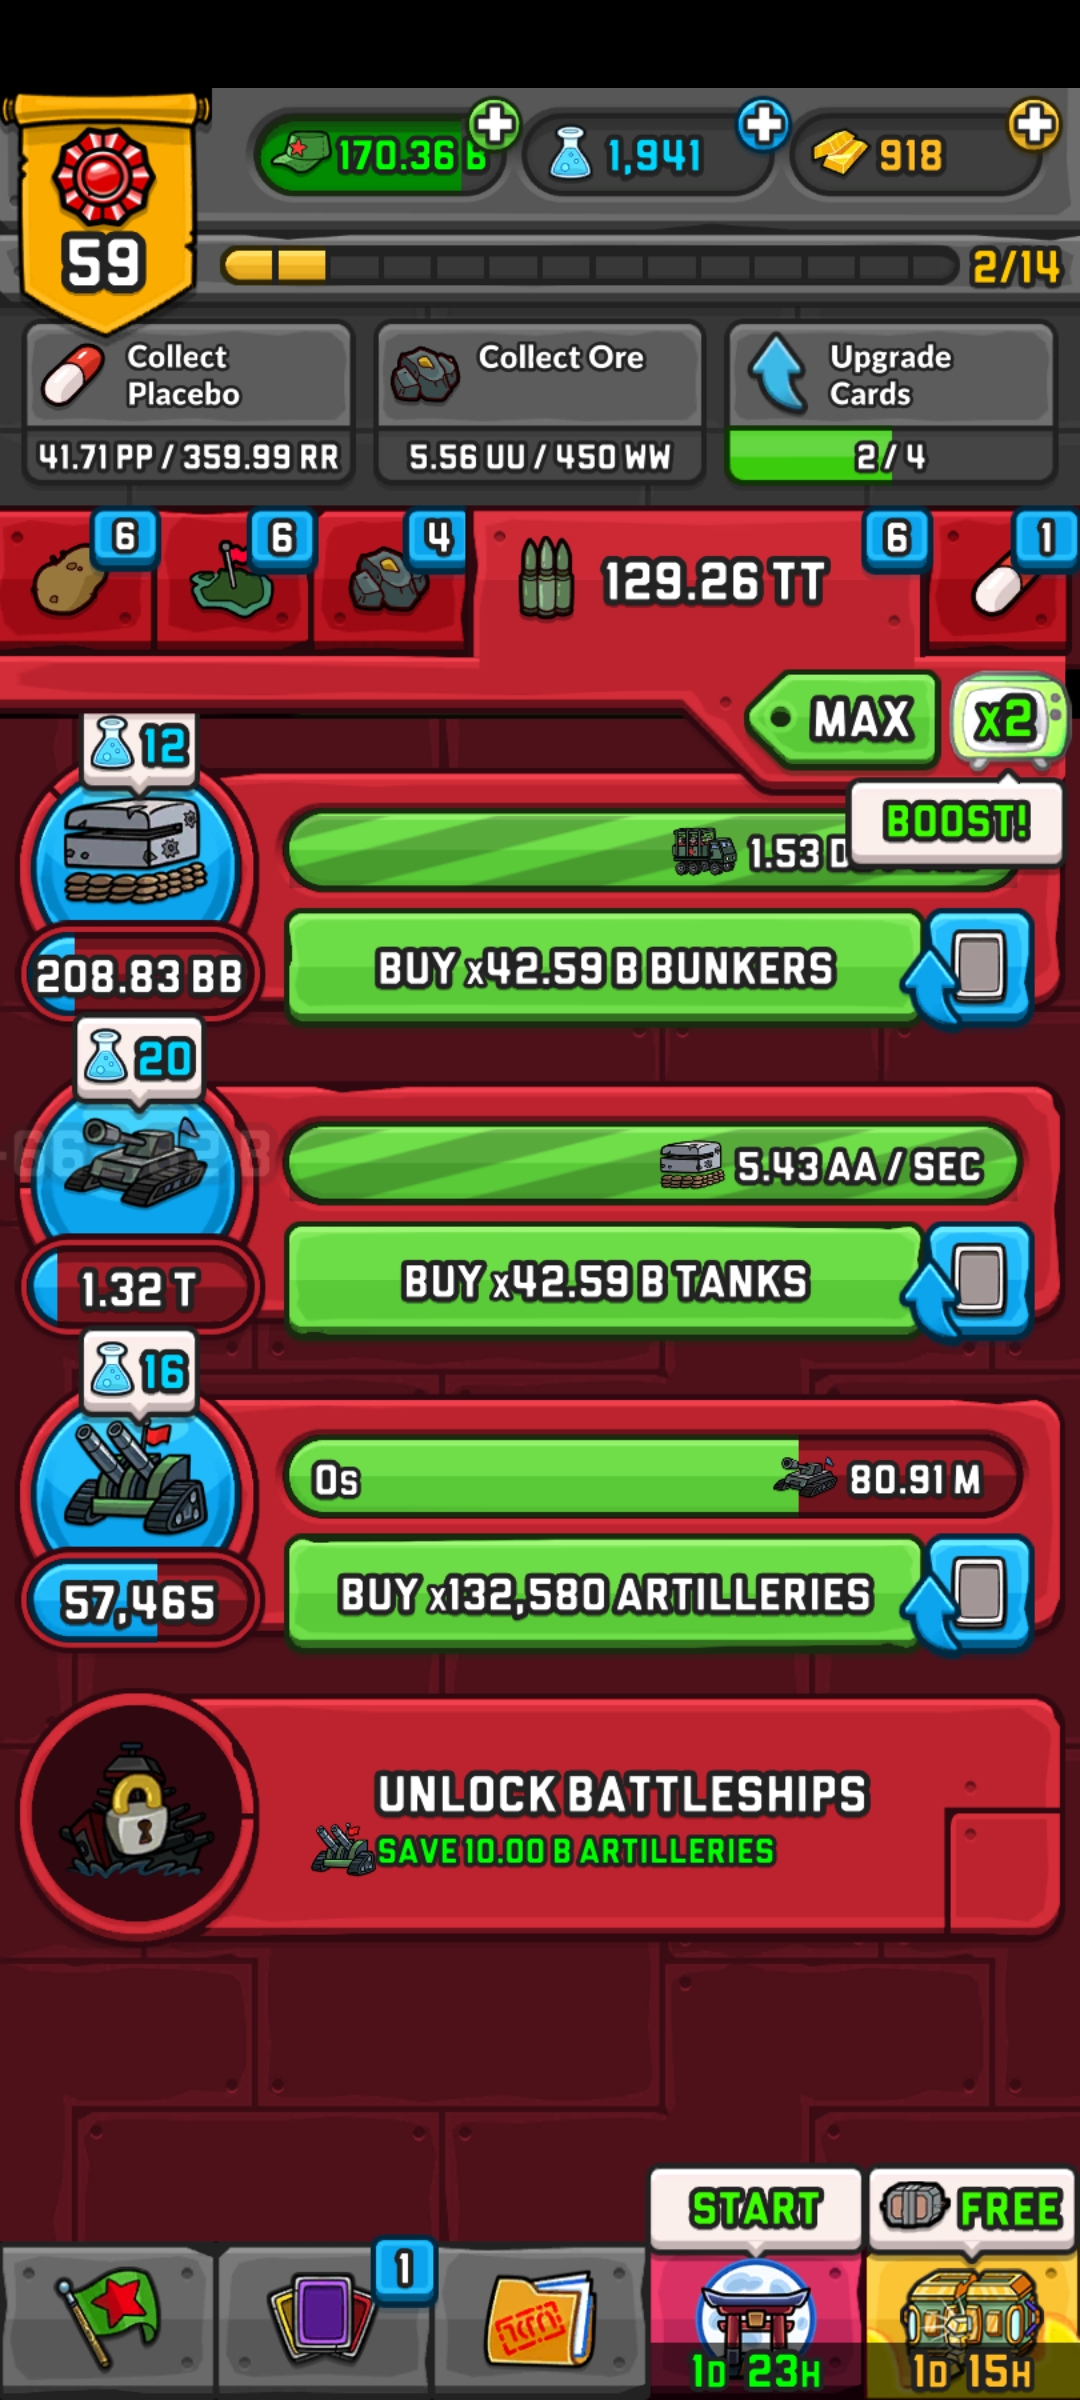 170.36 B
1,941
918
59
2/14
Collect
Placebo
41.71 PP / 359.99 RR
Collect Ore
5.56 UU / 450 WW
Upgrade
Cards
2/4
6
6
4
129.26 TT
6
1
MAX
x2
BOOST!
12
1.53
208.83 BB
BUY x42.59 B BUNKERS
20
5.43 AA / SEC
1.32 T
BUY x42.59 B TANKS
16
0s
80.91 M
57,465
BUY x132,580 ARTILLERIES
UNLOCK BATTLESHIPS
SAVE 10.00 B ARTILLERIES
START
FREE
1
1D 23H
1D 15H